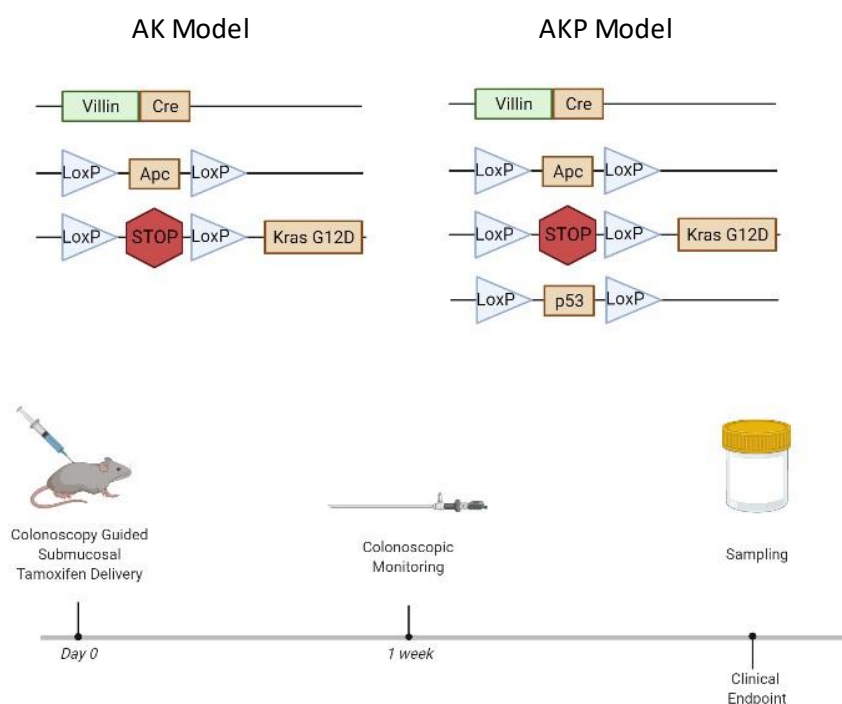 AK Model
AKP Model
Villin Cre
LoxP Apc LoxP
LoxP STOP LoxP Kras G12D
Villin Cre
LoxP Apc LoxP
LoxP STOP LoxP Kras G12D
LoxP p53 LoxP
Colonoscopy Guided
Submucosal
Tamoxifen Delivery
Colonoscopic
Monitoring
Sampling
Day 0
1 week
Clinical
Endpoint